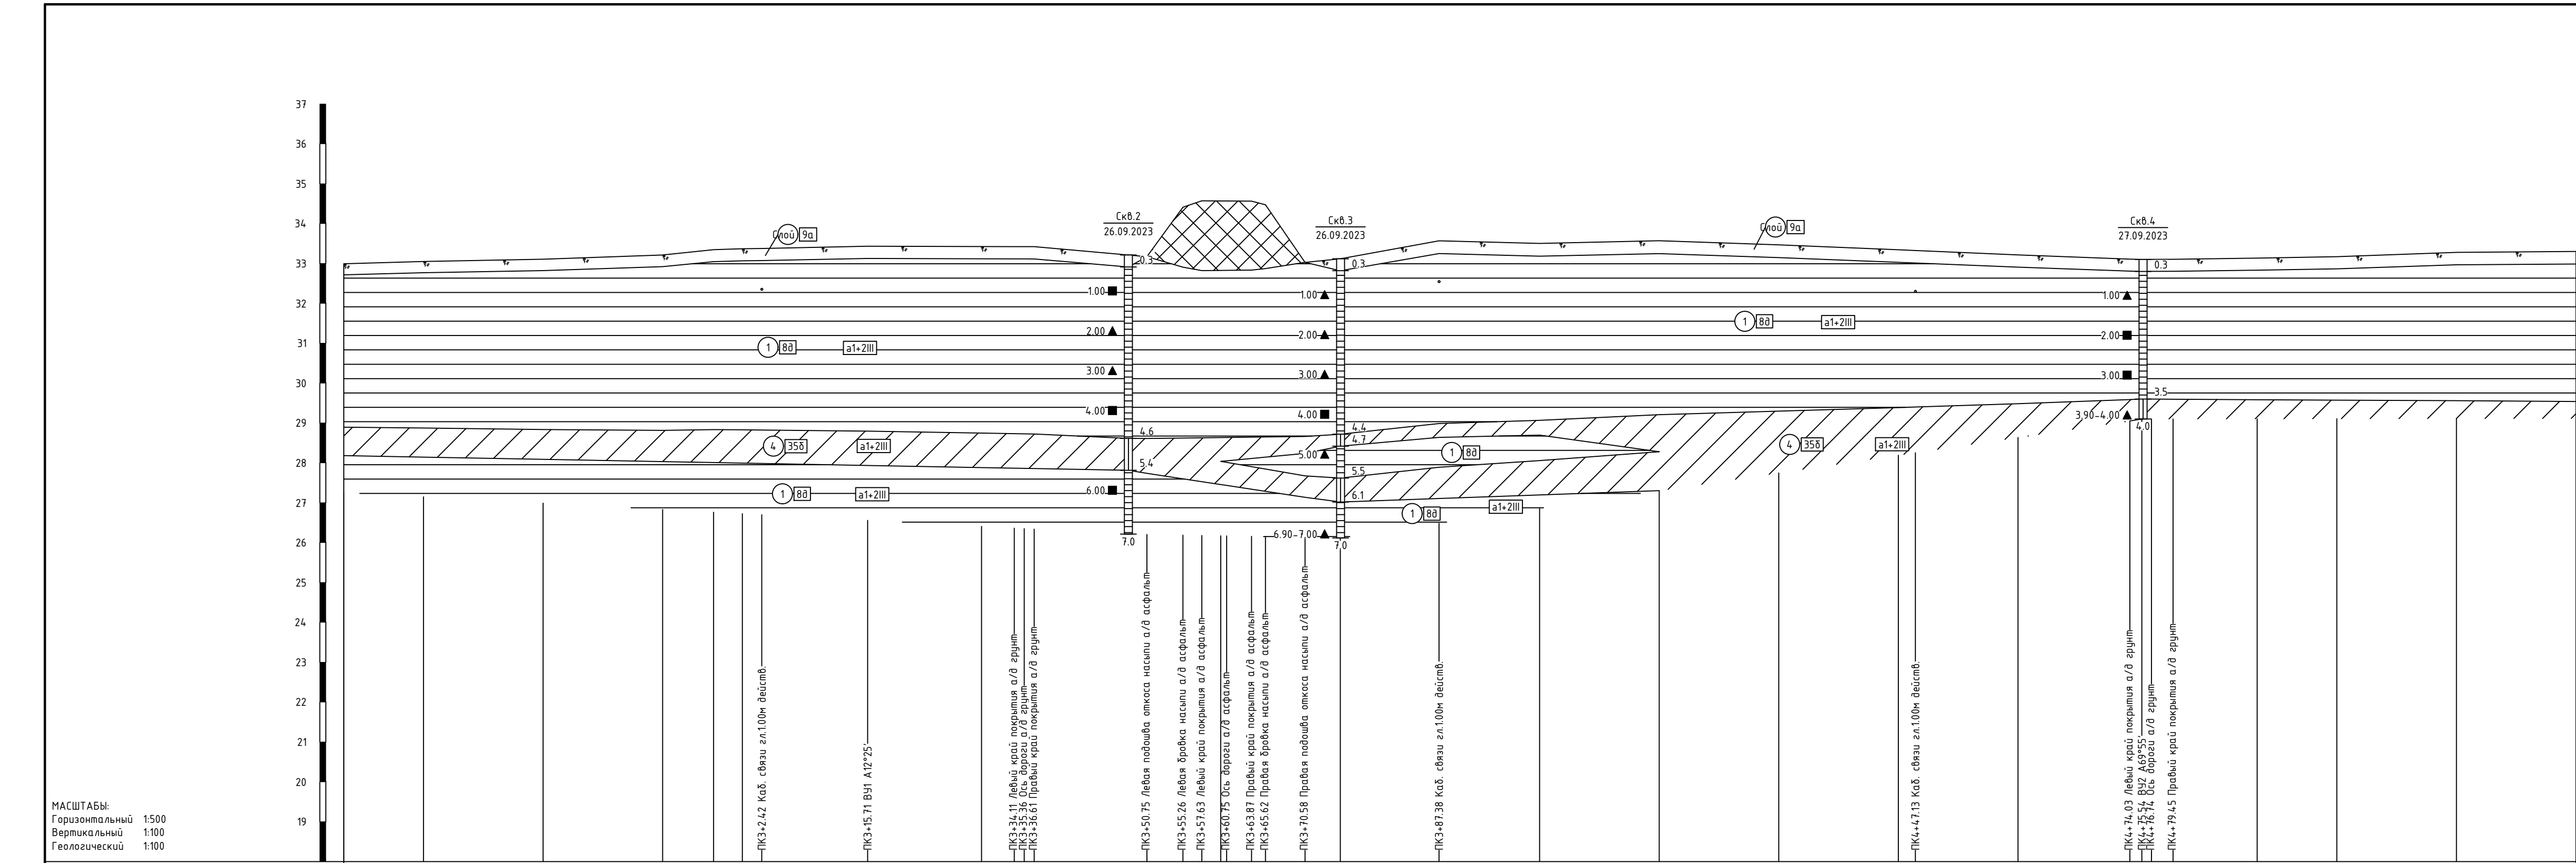 37
36
35
34
33
32
31
30
29
28
27
26
25
24
23
22
21
20
19
Скв.2
26.09.2023
Скв.3
26.09.2023
Скв.4
27.09.2023
Слой 9а
Слой 9а
0.3
0.3
0.3
1.00
2.00
3.00
4.00
6.00
4.6
5.4
7.0
1.00
2.00
3.00
4.00
5.00
6.90-7.00
4.4
4.7
5.5
6.1
7.0
1.00
2.00
3.00
3.90-4.00
3.5
4.0
1 8д a1+2III
1 8д a1+2III
4 35б a1+2III
4 35б a1+2III
1 8д
1 8д a1+2III
1 8д a1+2III
ПК3+2.42 Каб. связи гл.1.00м действ.
ПК3+15.71 ВУ1 А12°25'
ПК3+34.11 Левый край покрытия а/д грунт
ПК3+35.36 Ось дороги а/д грунт
ПК3+36.61 Правый край покрытия а/д грунт
ПК3+50.75 Левая подошва откоса насыпи а/д асфальт
ПК3+55.26 Левая бровка насыпи а/д асфальт
ПК3+57.63 Левый край покрытия а/д асфальт
ПК3+60.75 Ось дороги а/д асфальт
ПК3+63.87 Правый край покрытия а/д асфальт
ПК3+65.62 Правая бровка насыпи а/д асфальт
ПК3+70.58 Правая подошва откоса насыпи а/д асфальт
ПК3+87.38 Каб. связи гл.1.00м действ.
ПК4+47.13 Каб. связи гл.1.00м действ.
ПК4+74.03 Левый край покрытия а/д грунт
ПК4+75.54 ВУ2 А69°55'
ПК4+76.74 Ось дороги а/д грунт
ПК4+79.45 Правый край покрытия а/д грунт
МАСШТАБЫ:
Горизонтальный 1:500
Вертикальный 1:100
Геологический 1:100